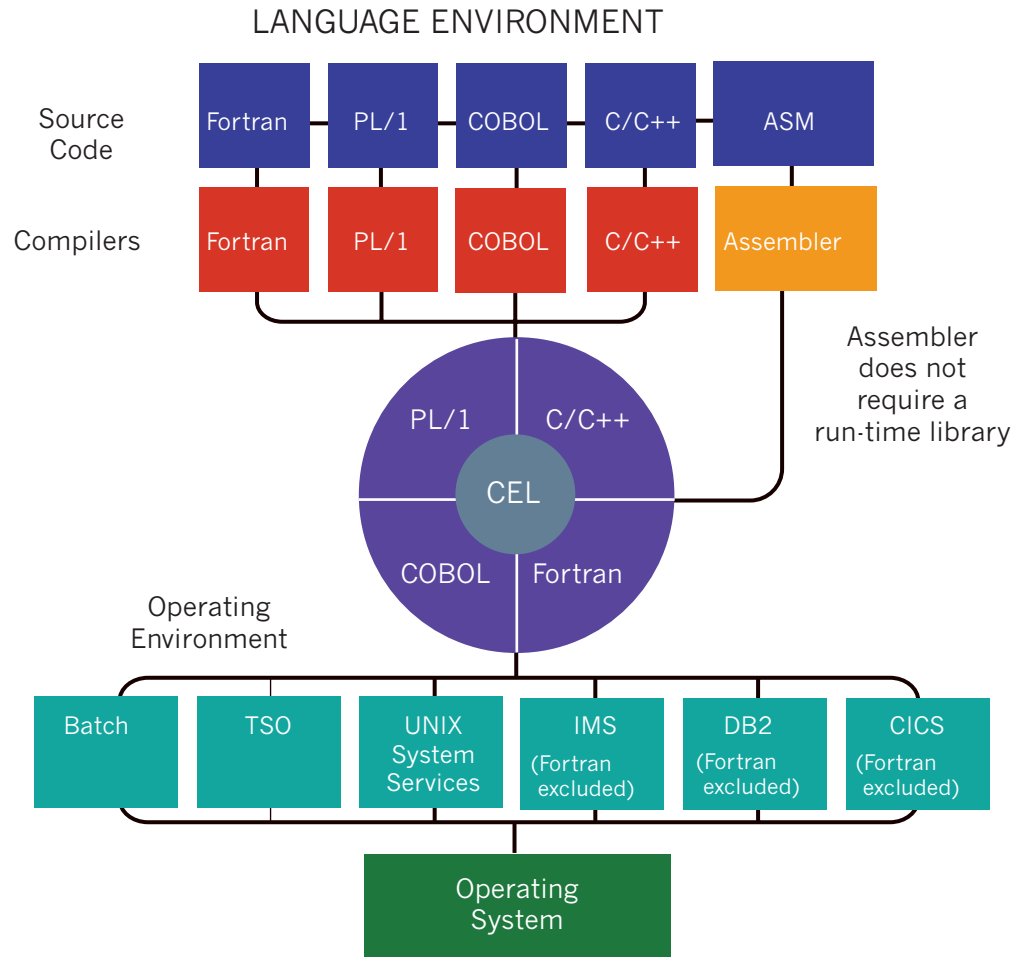 LANGUAGE ENVIRONMENT
Source
Code
Fortran
PL/1
COBOL
C/C++
ASM
Compilers
Fortran
PL/1
COBOL
C/C++
Assembler
Assembler
does not
require a
run-time library
PL/1
C/C++
CEL
COBOL
Fortran
Operating
Environment
Batch
TSO
UNIX
System
Services
IMS
(Fortran
excluded)
DB2
(Fortran
excluded)
CICS
(Fortran
excluded)
Operating
System